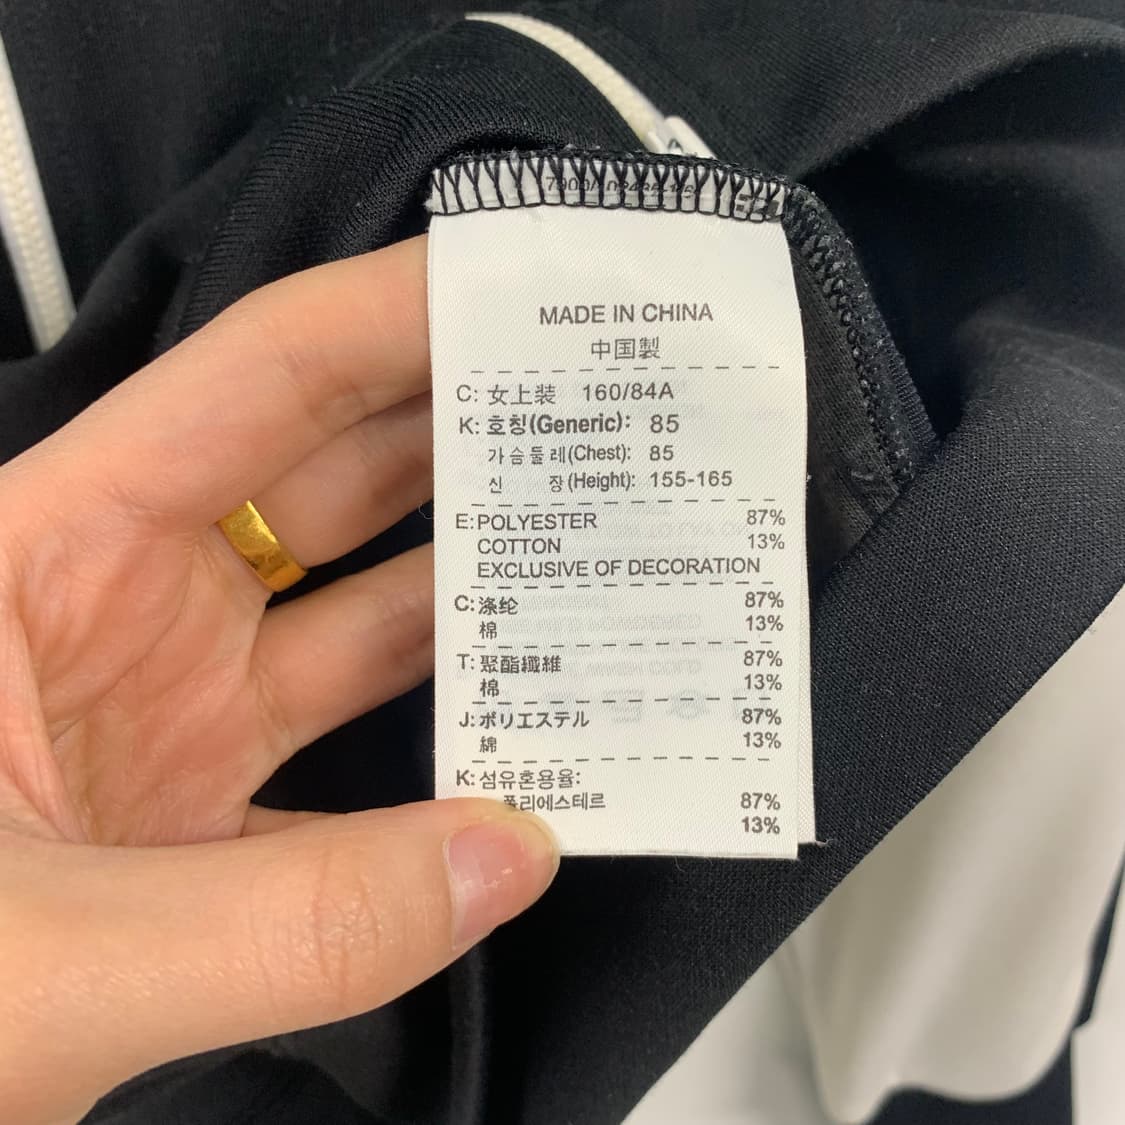 MADE IN CHINA
中国製
C: 女上装 160/84A
K: 호칭(Generic): 85
가슴둘레(Chest): 85
신 장(Height): 155-165
E: POLYESTER 87%
COTTON 13%
EXCLUSIVE OF DECORATION
C: 涤纶 87%
棉 13%
T: 聚酯纖維 87%
棉 13%
J: ポリエステル 87%
綿 13%
K: 섬유혼용율:
폴리에스테르 87%
13%